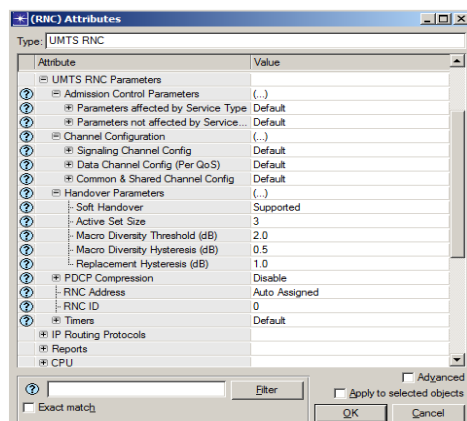 (RNC) Attributes
Type: UMTS RNC
Attribute Value
UMTS RNC Parameters
Admission Control Parameters (...)
Parameters affected by Service Type Default
Parameters not affected by Service... Default
Channel Configuration (...)
Signaling Channel Config Default
Data Channel Config (Per QoS) Default
Common & Shared Channel Config Default
Handover Parameters (...)
Soft Handover Supported
Active Set Size 3
Macro Diversity Threshold (dB) 2.0
Macro Diversity Hysteresis (dB) 0.5
Replacement Hysteresis (dB) 1.0
PDCP Compression Disable
RNC Address Auto Assigned
RNC ID 0
Timers Default
IP Routing Protocols
Reports
CPU
Advanced
Filter
Apply to selected objects
Exact match
OK Cancel